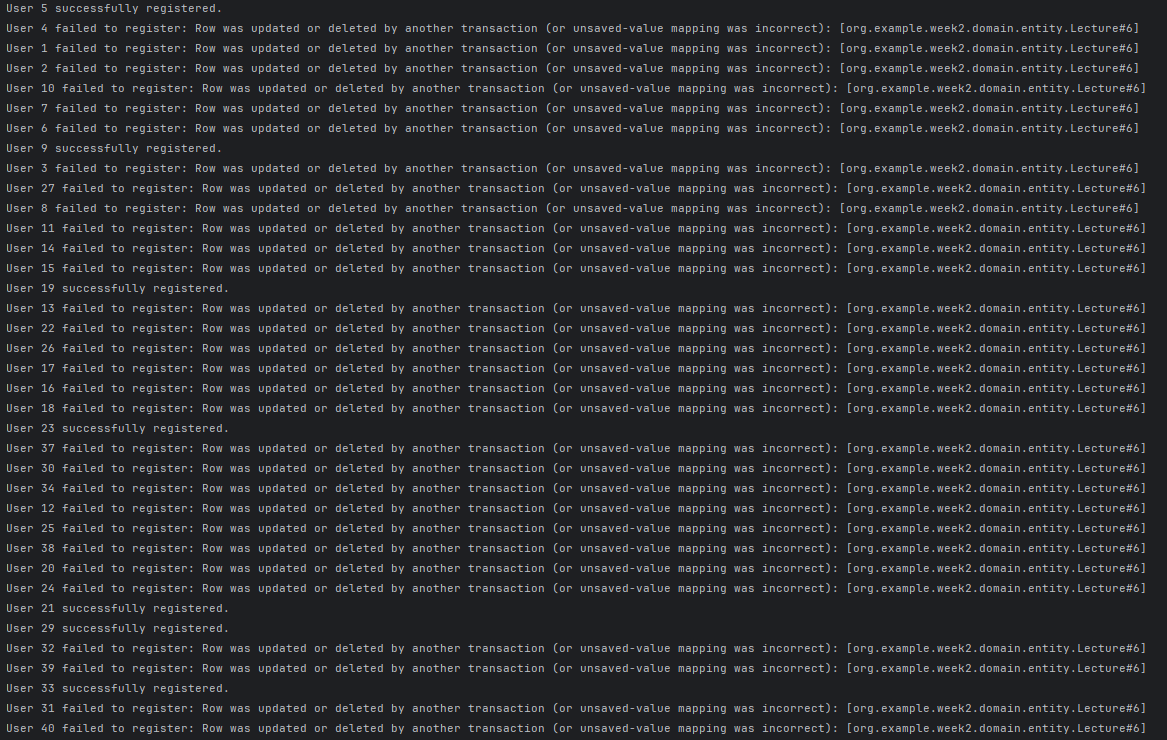 User 5 successfully registered.
User 4 failed to register: Row was updated or deleted by another transaction (or unsaved-value mapping was incorrect): [org.example.week2.domain.entity.Lecture#6]
User 1 failed to register: Row was updated or deleted by another transaction (or unsaved-value mapping was incorrect): [org.example.week2.domain.entity.Lecture#6]
User 2 failed to register: Row was updated or deleted by another transaction (or unsaved-value mapping was incorrect): [org.example.week2.domain.entity.Lecture#6]
User 10 failed to register: Row was updated or deleted by another transaction (or unsaved-value mapping was incorrect): [org.example.week2.domain.entity.Lecture#6]
User 7 failed to register: Row was updated or deleted by another transaction (or unsaved-value mapping was incorrect): [org.example.week2.domain.entity.Lecture#6]
User 6 failed to register: Row was updated or deleted by another transaction (or unsaved-value mapping was incorrect): [org.example.week2.domain.entity.Lecture#6]
User 9 successfully registered.
User 3 failed to register: Row was updated or deleted by another transaction (or unsaved-value mapping was incorrect): [org.example.week2.domain.entity.Lecture#6]
User 27 failed to register: Row was updated or deleted by another transaction (or unsaved-value mapping was incorrect): [org.example.week2.domain.entity.Lecture#6]
User 8 failed to register: Row was updated or deleted by another transaction (or unsaved-value mapping was incorrect): [org.example.week2.domain.entity.Lecture#6]
User 11 failed to register: Row was updated or deleted by another transaction (or unsaved-value mapping was incorrect): [org.example.week2.domain.entity.Lecture#6]
User 14 failed to register: Row was updated or deleted by another transaction (or unsaved-value mapping was incorrect): [org.example.week2.domain.entity.Lecture#6]
User 15 failed to register: Row was updated or deleted by another transaction (or unsaved-value mapping was incorrect): [org.example.week2.domain.entity.Lecture#6]
User 19 successfully registered.
User 13 failed to register: Row was updated or deleted by another transaction (or unsaved-value mapping was incorrect): [org.example.week2.domain.entity.Lecture#6]
User 22 failed to register: Row was updated or deleted by another transaction (or unsaved-value mapping was incorrect): [org.example.week2.domain.entity.Lecture#6]
User 26 failed to register: Row was updated or deleted by another transaction (or unsaved-value mapping was incorrect): [org.example.week2.domain.entity.Lecture#6]
User 17 failed to register: Row was updated or deleted by another transaction (or unsaved-value mapping was incorrect): [org.example.week2.domain.entity.Lecture#6]
User 16 failed to register: Row was updated or deleted by another transaction (or unsaved-value mapping was incorrect): [org.example.week2.domain.entity.Lecture#6]
User 18 failed to register: Row was updated or deleted by another transaction (or unsaved-value mapping was incorrect): [org.example.week2.domain.entity.Lecture#6]
User 23 successfully registered.
User 37 failed to register: Row was updated or deleted by another transaction (or unsaved-value mapping was incorrect): [org.example.week2.domain.entity.Lecture#6]
User 30 failed to register: Row was updated or deleted by another transaction (or unsaved-value mapping was incorrect): [org.example.week2.domain.entity.Lecture#6]
User 34 failed to register: Row was updated or deleted by another transaction (or unsaved-value mapping was incorrect): [org.example.week2.domain.entity.Lecture#6]
User 12 failed to register: Row was updated or deleted by another transaction (or unsaved-value mapping was incorrect): [org.example.week2.domain.entity.Lecture#6]
User 25 failed to register: Row was updated or deleted by another transaction (or unsaved-value mapping was incorrect): [org.example.week2.domain.entity.Lecture#6]
User 38 failed to register: Row was updated or deleted by another transaction (or unsaved-value mapping was incorrect): [org.example.week2.domain.entity.Lecture#6]
User 20 failed to register: Row was updated or deleted by another transaction (or unsaved-value mapping was incorrect): [org.example.week2.domain.entity.Lecture#6]
User 24 failed to register: Row was updated or deleted by another transaction (or unsaved-value mapping was incorrect): [org.example.week2.domain.entity.Lecture#6]
User 21 successfully registered.
User 29 successfully registered.
User 32 failed to register: Row was updated or deleted by another transaction (or unsaved-value mapping was incorrect): [org.example.week2.domain.entity.Lecture#6]
User 39 failed to register: Row was updated or deleted by another transaction (or unsaved-value mapping was incorrect): [org.example.week2.domain.entity.Lecture#6]
User 33 successfully registered.
User 31 failed to register: Row was updated or deleted by another transaction (or unsaved-value mapping was incorrect): [org.example.week2.domain.entity.Lecture#6]
User 40 failed to register: Row was updated or deleted by another transaction (or unsaved-value mapping was incorrect): [org.example.week2.domain.entity.Lecture#6]